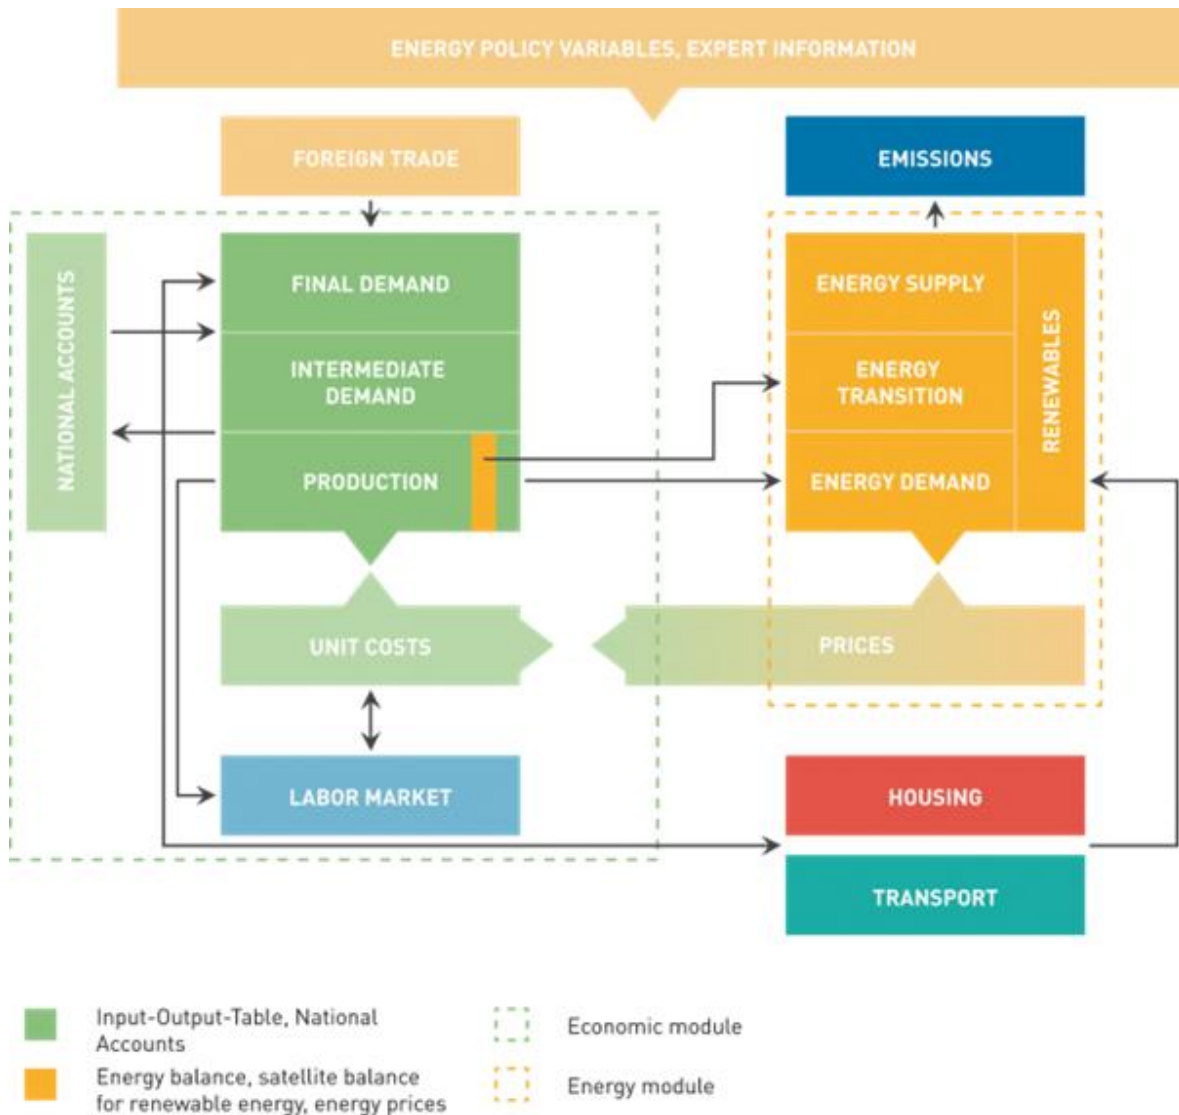 ENERGY POLICY VARIABLES, EXPERT INFORMATION
FOREIGN TRADE
EMISSIONS
NATIONAL ACCOUNTS
FINAL DEMAND
INTERMEDIATE
DEMAND
PRODUCTION
ENERGY SUPPLY
ENERGY
TRANSITION
ENERGY DEMAND
RENEWABLES
UNIT COSTS
PRICES
LABOR MARKET
HOUSING
TRANSPORT
Input-Output-Table, National
Accounts
Energy balance, satellite balance
for renewable energy, energy prices
Economic module
Energy module